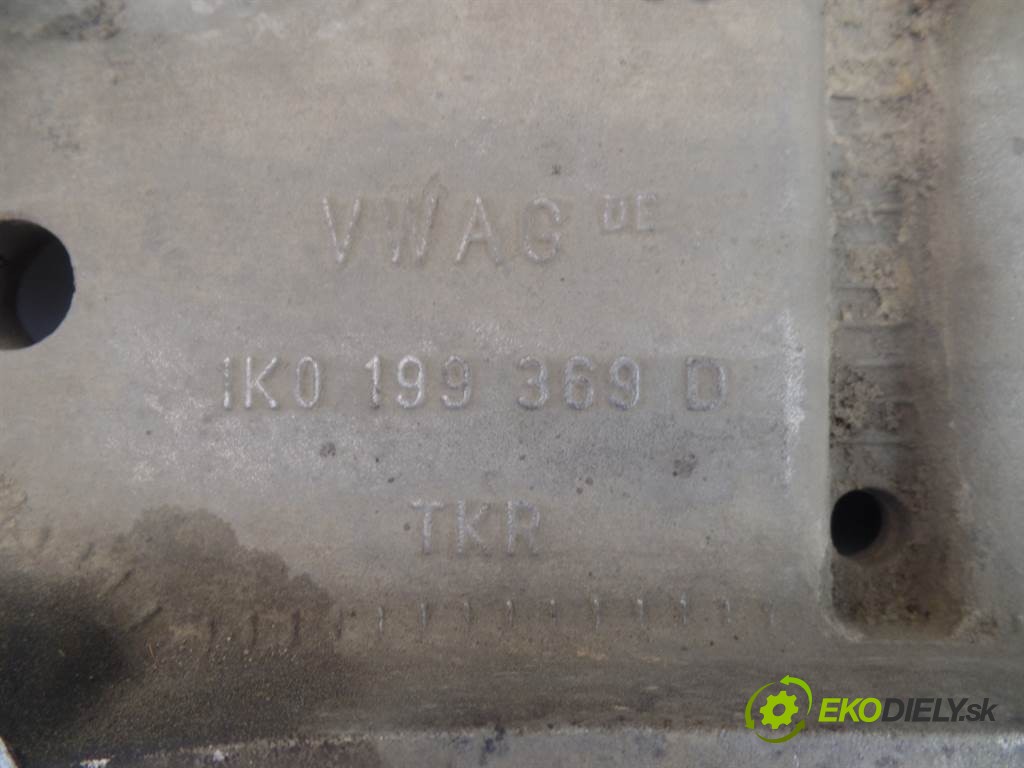 VWAG DE
1K0 199 369 D
TKR
EKODIELY.sk